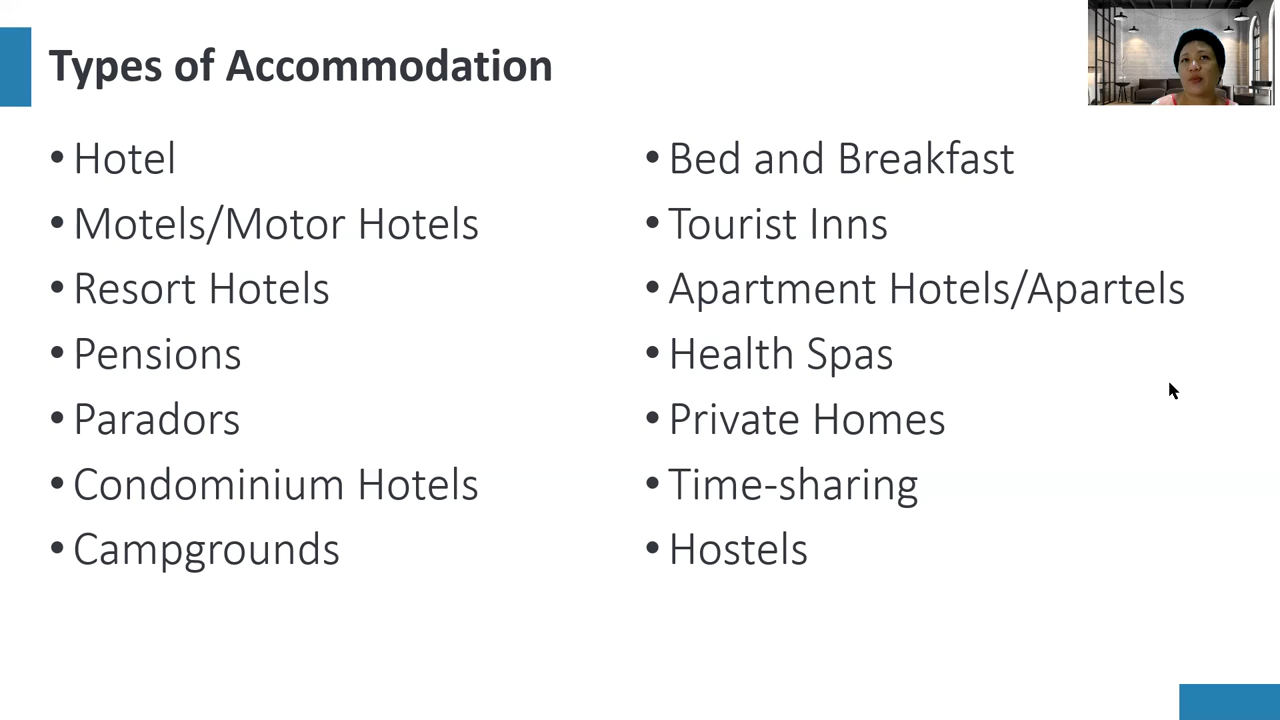 Types of Accommodation
• Hotel
• Motels/Motor Hotels
• Resort Hotels
• Pensions
• Paradors
• Condominium Hotels
• Campgrounds
• Bed and Breakfast
• Tourist Inns
• Apartment Hotels/Apartels
• Health Spas
• Private Homes
• Time-sharing
• Hostels